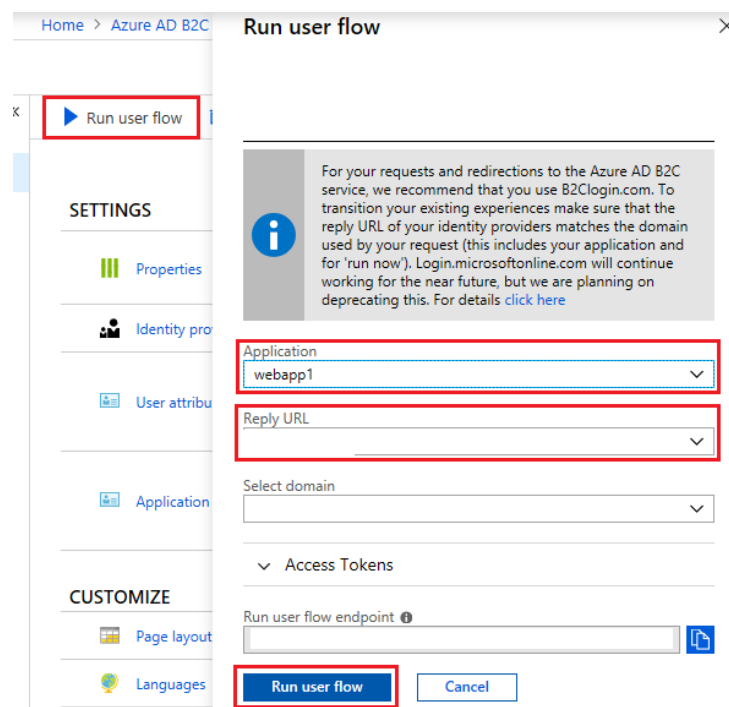 Home > Azure AD B2C
Run user flow
Run user flow
SETTINGS
Properties
Identity pro
User attribu
Application
CUSTOMIZE
Page layout
Languages
For your requests and redirections to the Azure AD B2C
service, we recommend that you use B2Clogin.com. To
transition your existing experiences make sure that the
reply URL of your identity providers matches the domain
used by your request (this includes your application and
for 'run now'). Login.microsoftonline.com will continue
working for the near future, but we are planning on
deprecating this. For details click here
Application
webapp1
Reply URL
Select domain
Access Tokens
Run user flow endpoint
Run user flow
Cancel